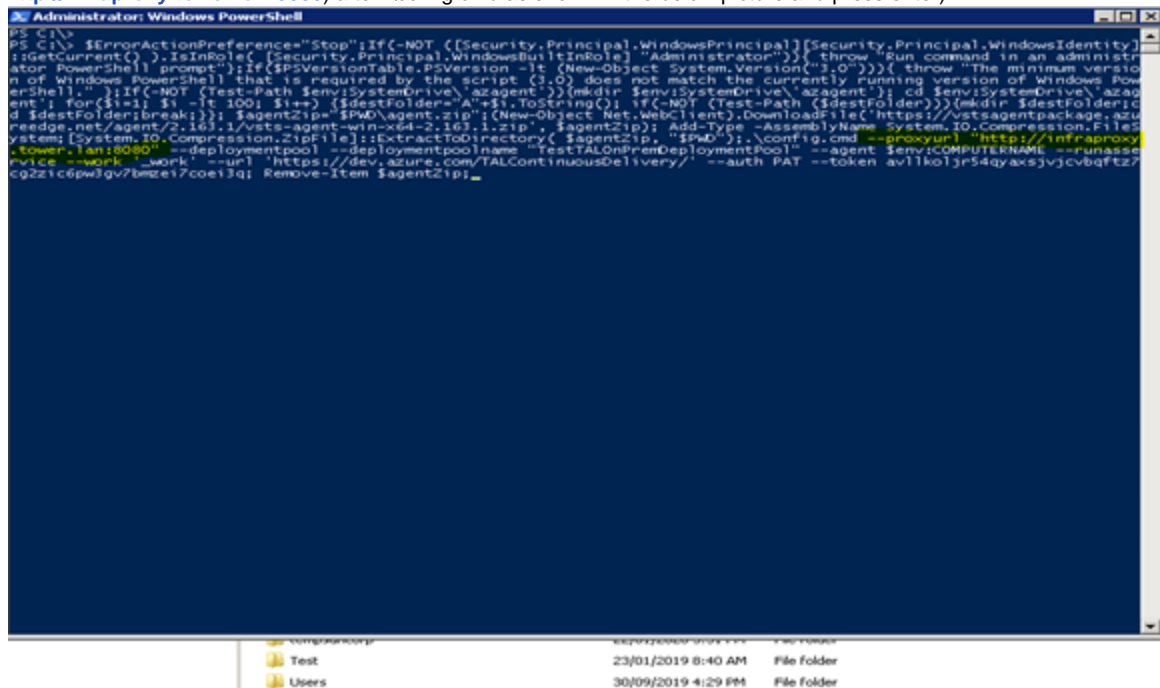 Administrator: Windows PowerShell
PS C:\>
PS C:\> $ErrorActionPreference="Stop";If(-NOT ([Security.Principal.WindowsPrincipal][Security.Principal.WindowsIdentity]
::GetCurrent() ).IsInRole( [Security.Principal.WindowsBuiltInRole] "Administrator")){ throw "Run command in an administr
ator PowerShell prompt"};If($PSVersionTable.PSVersion -lt (New-Object System.Version("3.0"))){ throw "The minimum versio
n of Windows PowerShell that is required by the script (3.0) does not match the currently running version of Windows Pow
erShell." };If(-NOT (Test-Path $env:SystemDrive\'azagent')){mkdir $env:SystemDrive\'azagent'}; cd $env:SystemDrive\'azag
ent'; for($i=1; $i -lt 100; $i++) {$destFolder="A"+$i.ToString(); if(-NOT (Test-Path ($destFolder))){mkdir $destFolder;c
d $destFolder;break;}}; $agentZip="$PWD\agent.zip";(New-Object Net.WebClient).DownloadFile('https://vstsagentpackage.azu
reedge.net/agent/2.163.1/vsts-agent-win-x64-2.163.1.zip', $agentZip); Add-Type -AssemblyName System.IO.Compression.FileS
ystem;[System.IO.Compression.ZipFile]::ExtractToDirectory( $agentZip, "$PWD");.\config.cmd --proxyurl "http://infraproxy
.tower.lan:8080" --deploymentpool --deploymentpoolname "TestTALOnPremDeploymentPool" --agent $env:COMPUTERNAME --runasse
rvice --work '_work' --url 'https://dev.azure.com/TALContinuousDelivery/' --auth PAT --token
; Remove-Item $agentZip;_
Test 23/01/2019 8:40 AM File folder
Users 30/09/2019 4:29 PM File folder